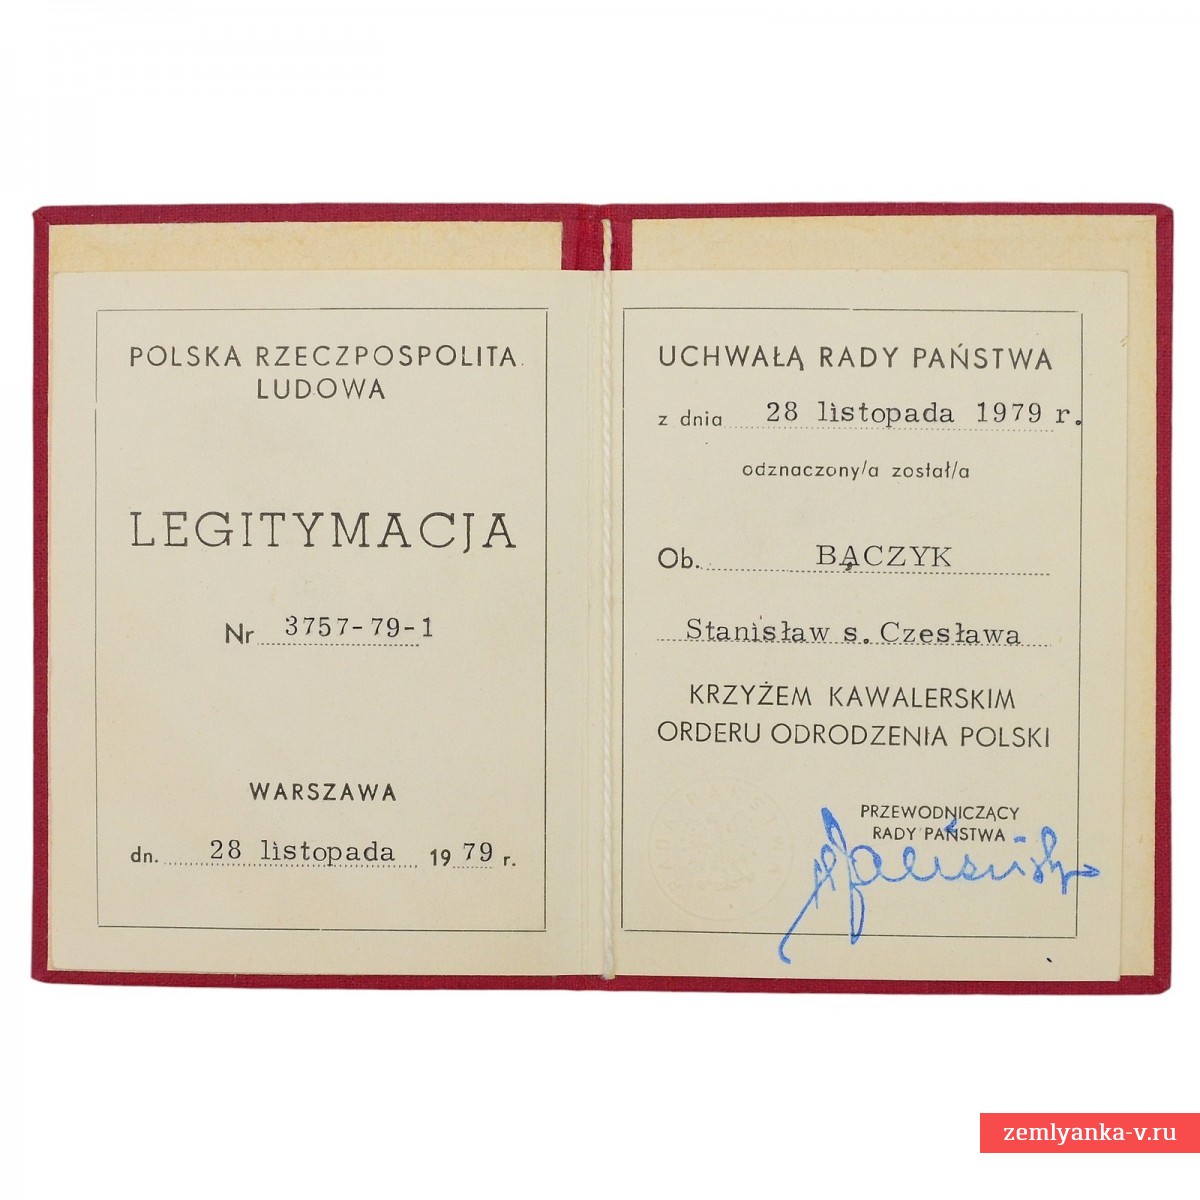 POLSKA RZECZPOSPOLITA
LUDOWA
LEGITYMACJA
Nr 3757-79-1
WARSZAWA
dn. 28 listopada 1979 r.
UCHWAŁĄ RADY PAŃSTWA
z dnia 28 listopada 1979 r.
odznaczony/a został/a
Ob. BĄCZYK
Stanisław s. Czesława
KRZYŻEM KAWALERSKIM
ORDERU ODRODZENIA POLSKI
PRZEWODNICZĄCY
RADY PAŃSTWA
zemlyanka-v.ru